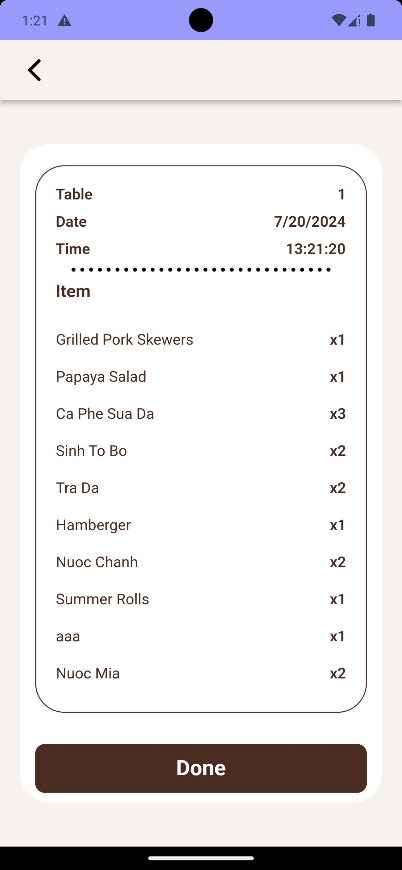 1:21
Table 1
Date 7/20/2024
Time 13:21:20
Item
Grilled Pork Skewers x1
Papaya Salad x1
Ca Phe Sua Da x3
Sinh To Bo x2
Tra Da x2
Hamberger x1
Nuoc Chanh x2
Summer Rolls x1
aaa x1
Nuoc Mia x2
Done